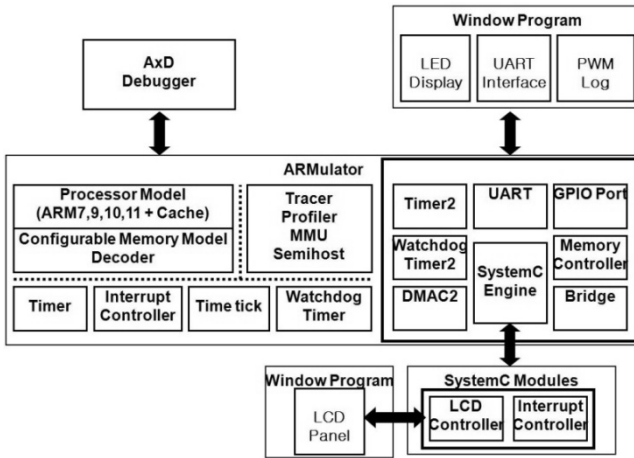 Window Program
AxD
Debugger
LED
Display
UART
Interface
PWM
Log
ARMulator
Processor Model
(ARM7,9,10,11 + Cache)
Configurable Memory Model
Decoder
Tracer
Profiler
MMU
Semihost
Timer
Interrupt
Controller
Time tick
Watchdog
Timer
Timer2
UART
GPIO Port
Watchdog
Timer2
SystemC
Engine
Memory
Controller
DMAC2
Bridge
Window Program
LCD
Panel
SystemC Modules
LCD
Controller
Interrupt
Controller